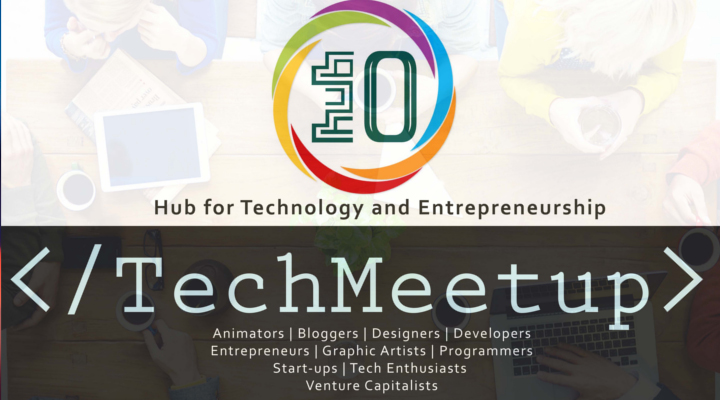 hub 10
Hub for Technology and Entrepreneurship
</TechMeetup>
Animators | Bloggers | Designers | Developers
Entrepreneurs | Graphic Artists | Programmers
Start-ups | Tech Enthusiasts
Venture Capitalists